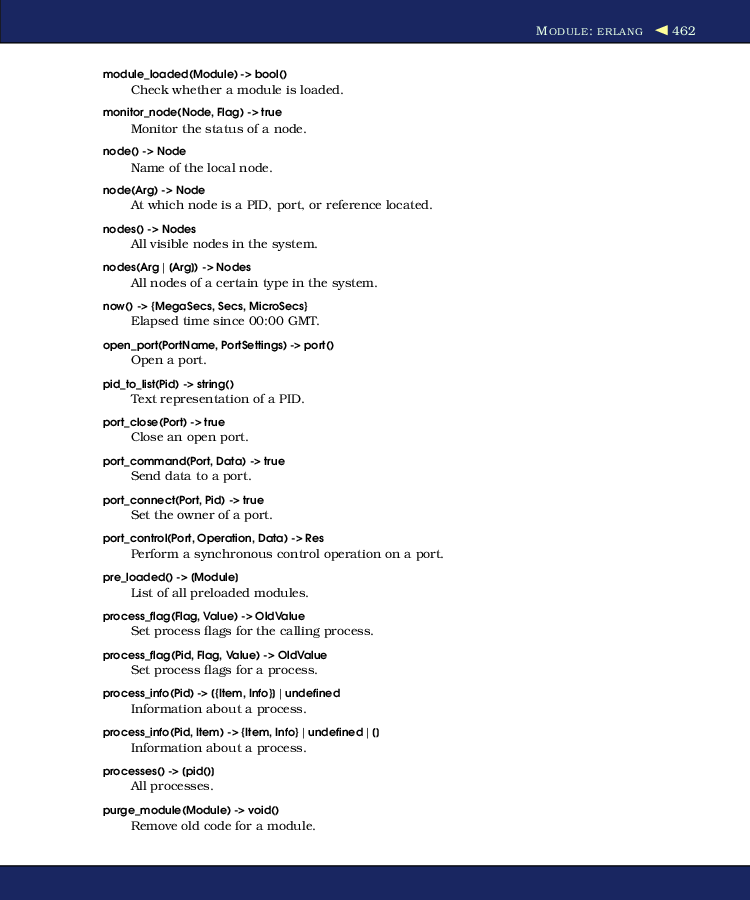 MODULE: ERLANG ◀ 462
module_loaded(Module) -> bool()
Check whether a module is loaded.
monitor_node(Node, Flag) -> true
Monitor the status of a node.
node() -> Node
Name of the local node.
node(Arg) -> Node
At which node is a PID, port, or reference located.
nodes() -> Nodes
All visible nodes in the system.
nodes(Arg | [Arg]) -> Nodes
All nodes of a certain type in the system.
now() -> {MegaSecs, Secs, MicroSecs}
Elapsed time since 00:00 GMT.
open_port(PortName, PortSettings) -> port()
Open a port.
pid_to_list(Pid) -> string()
Text representation of a PID.
port_close(Port) -> true
Close an open port.
port_command(Port, Data) -> true
Send data to a port.
port_connect(Port, Pid) -> true
Set the owner of a port.
port_control(Port, Operation, Data) -> Res
Perform a synchronous control operation on a port.
pre_loaded() -> [Module]
List of all preloaded modules.
process_flag(Flag, Value) -> OldValue
Set process flags for the calling process.
process_flag(Pid, Flag, Value) -> OldValue
Set process flags for a process.
process_info(Pid) -> [{Item, Info}] | undefined
Information about a process.
process_info(Pid, Item) -> {Item, Info} | undefined | []
Information about a process.
processes() -> [pid()]
All processes.
purge_module(Module) -> void()
Remove old code for a module.